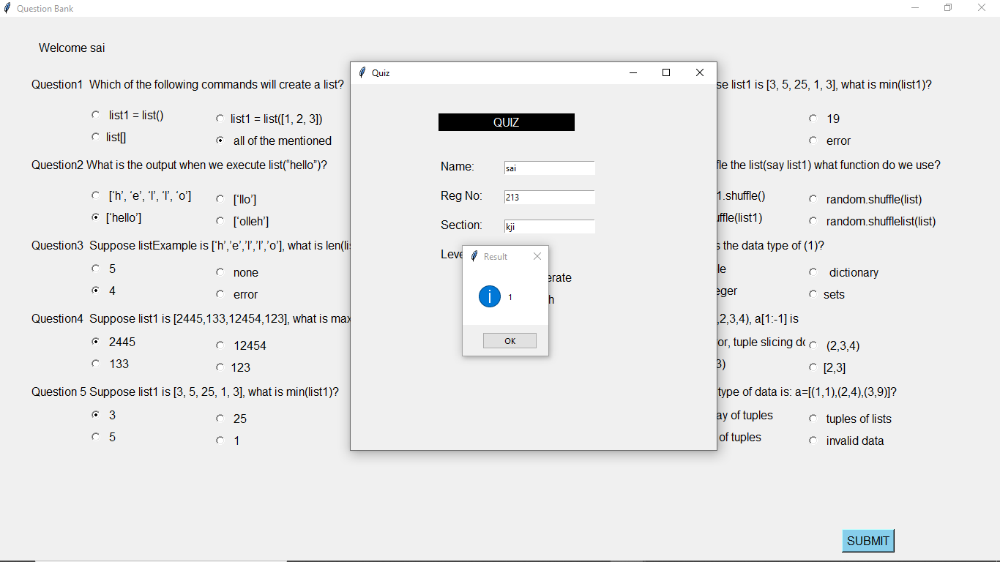 Question Bank
Welcome sai
Question1 Which of the following commands will create a list?
list1 = list()
list1 = list([1, 2, 3])
list[]
all of the mentioned
Question2 What is the output when we execute list(“hello”)?
[‘h’, ‘e’, ‘l’, ‘l’, ‘o’]
[‘llo’]
[‘hello’]
[‘olleh’]
Question3 Suppose listExample is [‘h’,’e’,’l’,’l’,’o’], what is len(lis
5
none
4
error
Question4 Suppose list1 is [2445,133,12454,123], what is max
2445
12454
133
123
Question 5 Suppose list1 is [3, 5, 25, 1, 3], what is min(list1)?
3
25
5
1
Quiz
QUIZ
Name: sai
Reg No: 213
Section: kji
Leve
erate
h
Result
1
OK
se list1 is [3, 5, 25, 1, 3], what is min(list1)?
19
error
fle the list(say list1) what function do we use?
1.shuffle()
random.shuffle(list)
uffle(list1)
random.shufflelist(list)
s the data type of (1)?
le
dictionary
eger
sets
,2,3,4), a[1:-1] is
or, tuple slicing do
(2,3,4)
3)
[2,3]
type of data is: a=[(1,1),(2,4),(3,9)]?
ay of tuples
tuples of lists
of tuples
invalid data
SUBMIT